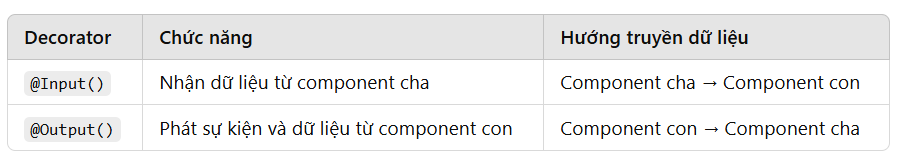 Decorator Chức năng Hướng truyền dữ liệu
@Input() Nhận dữ liệu từ component cha Component cha → Component con
@Output() Phát sự kiện và dữ liệu từ component con Component con → Component cha